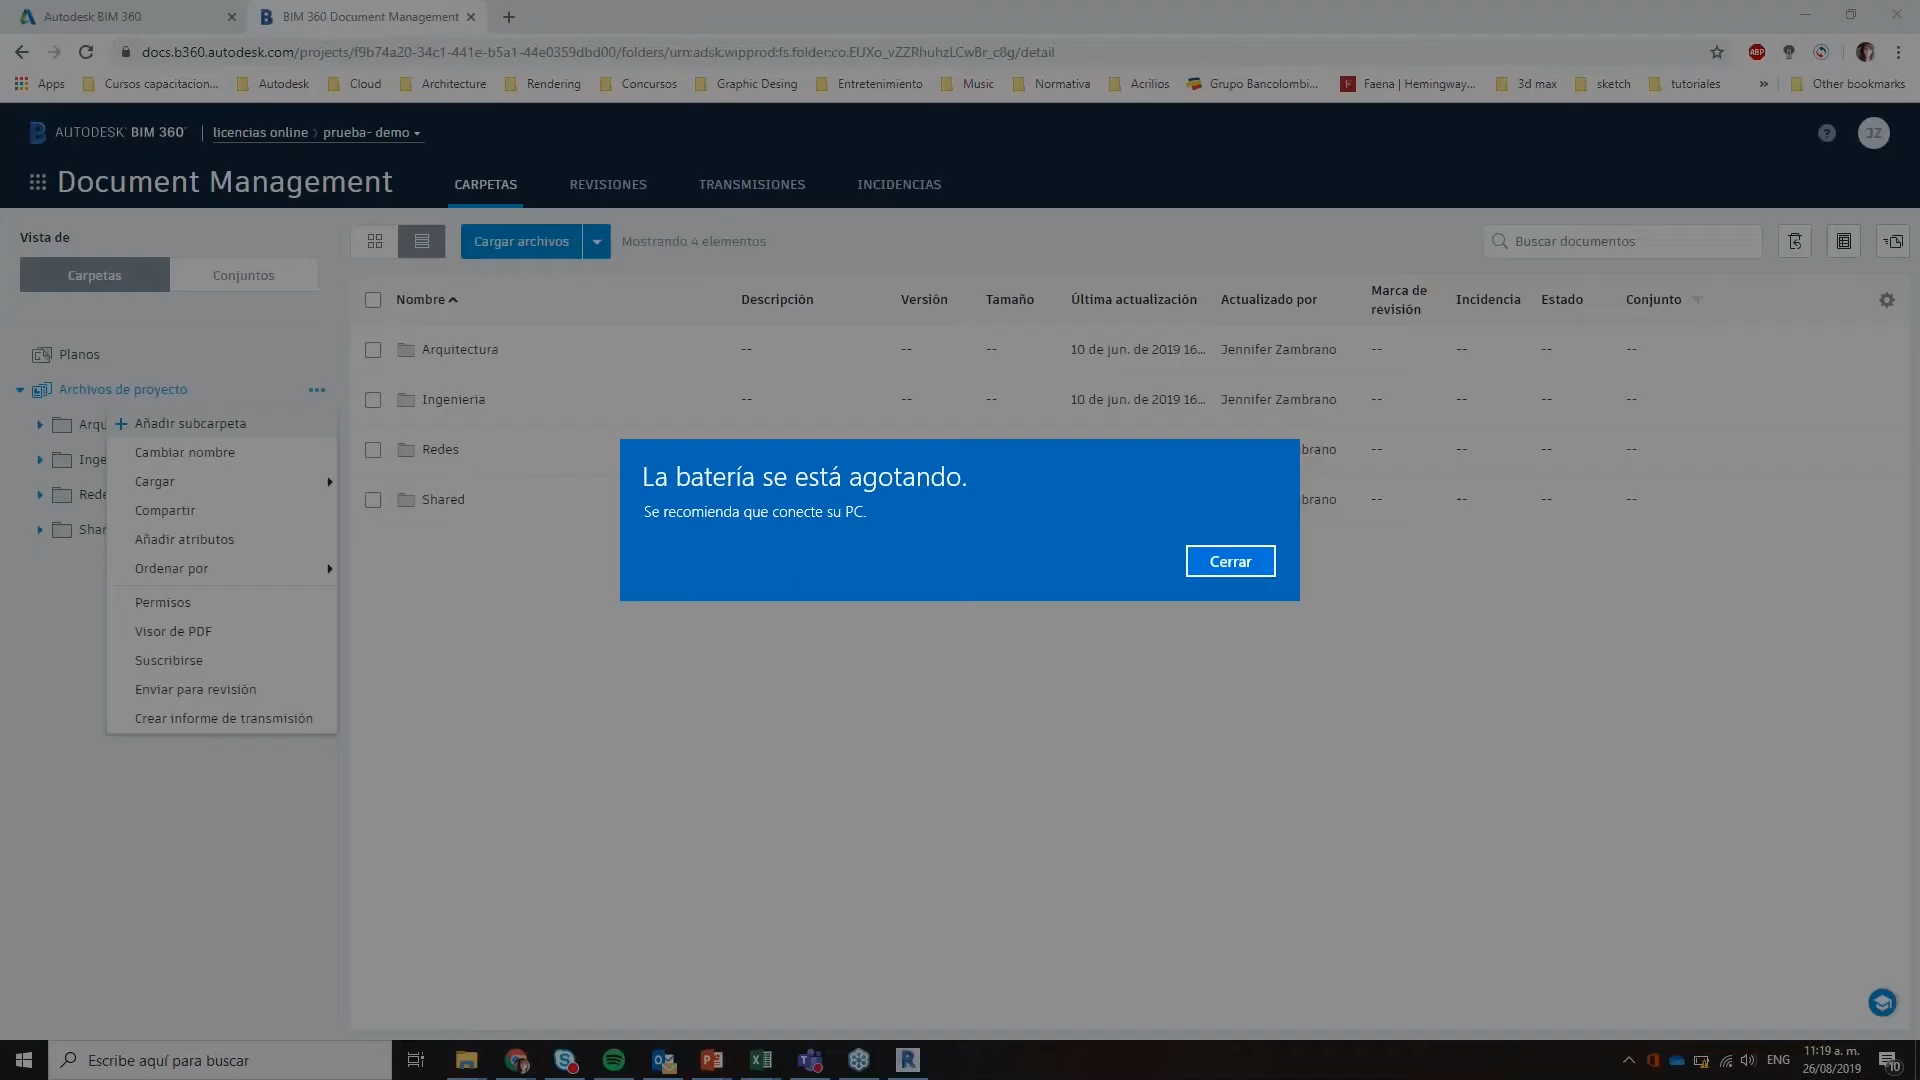 Autodesk BIM 360
BIM 360 Document Management
docs.b360.autodesk.com/projects/f9b74a20-34c1-441e-b5a1-44e0359dbd00/folders/urn:adsk.wipprod:fs.folder:co.EUXo_vZZRhuhzLCwBr_c8g/detail
ABP
Apps
Cursos capacitacion...
Autodesk
Cloud
Architecture
Rendering
Concursos
Graphic Desing
Entretenimiento
Music
Normativa
Acrilios
Grupo Bancolombi...
Faena | Hemingway...
3d max
sketch
tutoriales
»
Other bookmarks
AUTODESK® BIM 360®
licencias online › prueba- demo
JZ
Document Management
CARPETAS
REVISIONES
TRANSMISIONES
INCIDENCIAS
Vista de
Carpetas
Conjuntos
Cargar archivos
Mostrando 4 elementos
Buscar documentos
Nombre
Descripción
Versión
Tamaño
Última actualización
Actualizado por
Marca de
revisión
Incidencia
Estado
Conjunto
Arquitectura -- -- -- 10 de jun. de 2019 16... Jennifer Zambrano -- -- -- --
Ingenieria -- -- -- 10 de jun. de 2019 16... Jennifer Zambrano -- -- -- --
Redes brano -- -- -- --
Shared brano -- -- -- --
Planos
Archivos de proyecto
Arqu
Inge
Rede
Shar
Añadir subcarpeta
Cambiar nombre
Cargar
Compartir
Añadir atributos
Ordenar por
Permisos
Visor de PDF
Suscribirse
Enviar para revisión
Crear informe de transmisión
La batería se está agotando.
Se recomienda que conecte su PC.
Cerrar
Escribe aquí para buscar
ENG
11:19 a. m.
26/08/2019
10